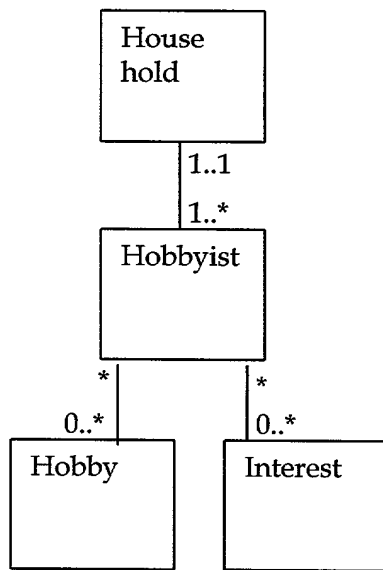 House
hold
1..1
1..*
Hobbyist
*
*
0..*
0..*
Hobby
Interest